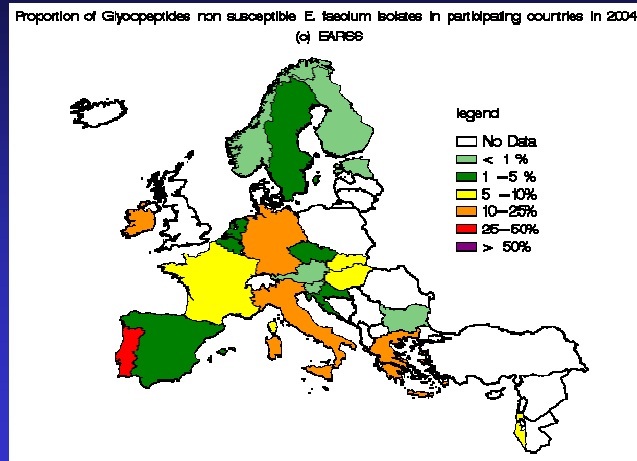 Proportion of Glycopeptides non susceptible E. faecium isolates in participating countries in 2004
(c) EARSS
legend
No Data
< 1 %
1 –5 %
5 –10%
10–25%
25–50%
> 50%